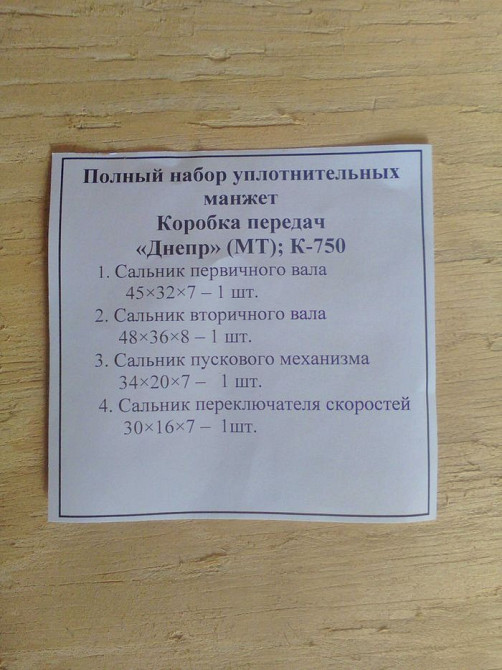 Полный набор уплотнительных
манжет
Коробка передач
«Днепр» (МТ); К-750
1. Сальник первичного вала
45×32×7 – 1 шт.
2. Сальник вторичного вала
48×36×8 – 1 шт.
3. Сальник пускового механизма
34×20×7 – 1 шт.
4. Сальник переключателя скоростей
30×16×7 – 1шт.